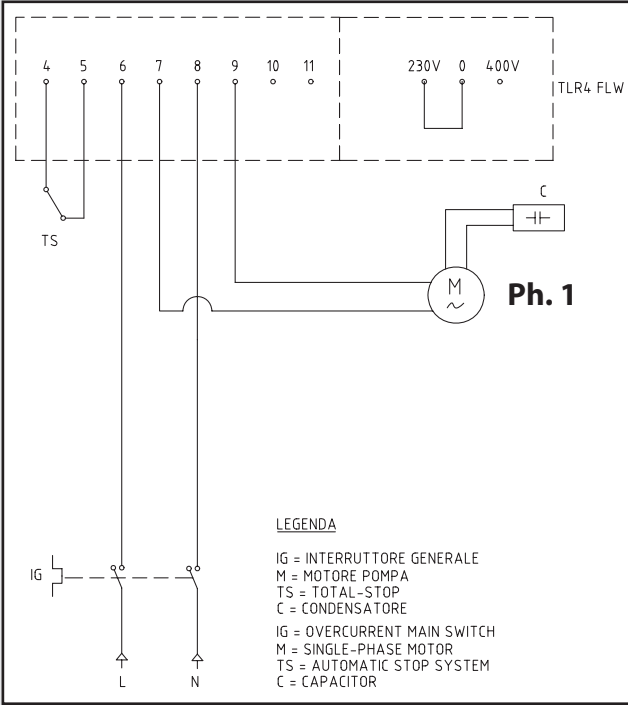 4 5 6 7 8 9 10 11 230V 0 400V
TLR4 FLW
TS
C
M
Ph. 1
IG
L N
LEGENDA
IG = INTERRUTTORE GENERALE
M = MOTORE POMPA
TS = TOTAL-STOP
C = CONDENSATORE
IG = OVERCURRENT MAIN SWITCH
M = SINGLE-PHASE MOTOR
TS = AUTOMATIC STOP SYSTEM
C = CAPACITOR